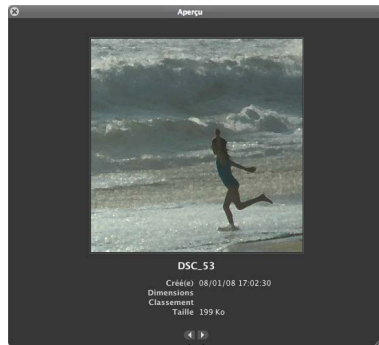 Aperçu
DSC_53
Créé(e) 08/01/08 17:02:30
Dimensions
Classement
Taille 199 Ko